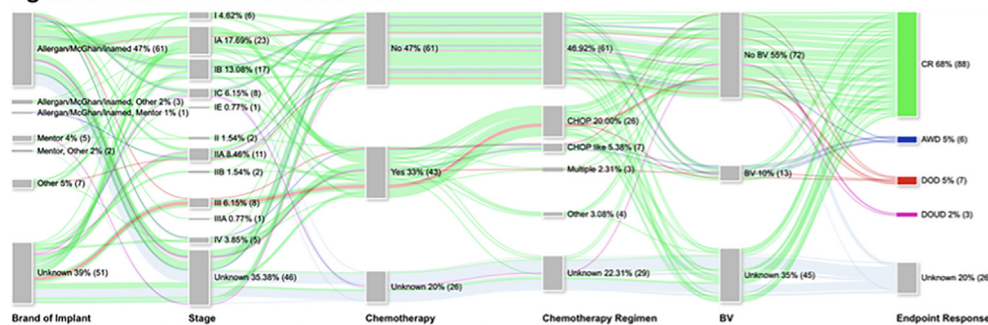 Allergan/McGhan/Inamed 47% (61)
Allergan/McGhan/Inamed, Other 2% (3)
Allergan/McGhan/Inamed, Mentor 1% (1)
Mentor 4% (5)
Mentor, Other 2% (2)
Other 5% (7)
Unknown 39% (51)
Brand of Implant
I 4.62% (6)
IA 17.69% (23)
IB 13.08% (17)
IC 6.15% (8)
IE 0.77% (1)
II 1.54% (2)
IIA 8.46% (11)
IIB 1.54% (2)
III 6.15% (8)
IIIA 0.77% (1)
IV 3.85% (5)
Unknown 35.38% (46)
Stage
No 47% (61)
Yes 33% (43)
Unknown 20% (26)
Chemotherapy
46.92% (61)
CHOP 20.00% (26)
CHOP like 5.38% (7)
Multiple 2.31% (3)
Other 3.08% (4)
Unknown 22.31% (29)
Chemotherapy Regimen
No BV 55% (72)
BV 10% (13)
Unknown 35% (45)
BV
CR 68% (88)
AWD 5% (6)
DOO 5% (7)
DOUD 2% (3)
Unknown 20% (26
Endpoint Response